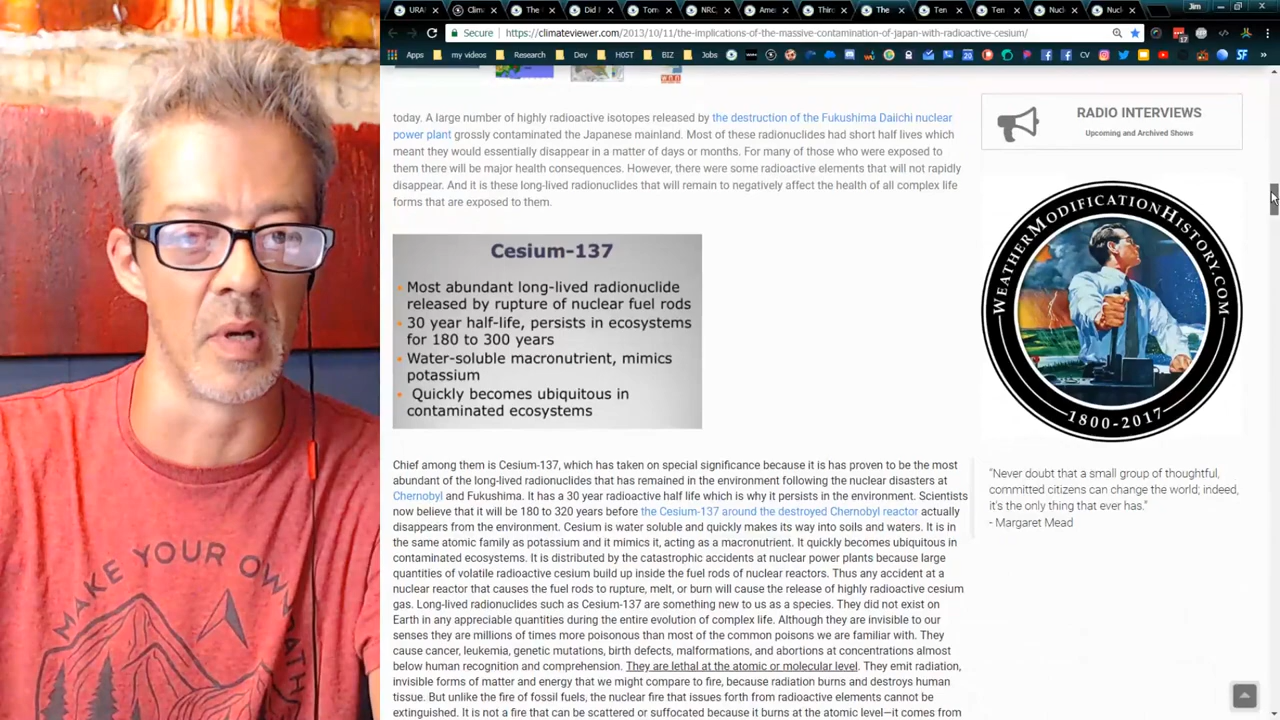 URA
Clim
The
Did I
Torn
NRC,
Ame
Thir
The
Ten
Ten
Nucl
Nucl
Jim
Secure
https://climateviewer.com/2013/10/11/the-implications-of-the-massive-contamination-of-japan-with-radioactive-cesium/
Apps
my videos
Research
Dev
HOST
BIZ
Jobs
CV
SF
»
today. A large number of highly radioactive isotopes released by the destruction of the Fukushima Daiichi nuclear
power plant grossly contaminated the Japanese mainland. Most of these radionuclides had short half lives which
meant they would essentially disappear in a matter of days or months. For many of those who were exposed to
them there will be major health consequences. However, there were some radioactive elements that will not rapidly
disappear. And it is these long-lived radionuclides that will remain to negatively affect the health of all complex life
forms that are exposed to them.
Cesium-137
• Most abundant long-lived radionuclide
released by rupture of nuclear fuel rods
• 30 year half-life, persists in ecosystems
for 180 to 300 years
• Water-soluble macronutrient, mimics
potassium
• Quickly becomes ubiquitous in
contaminated ecosystems
Chief among them is Cesium-137, which has taken on special significance because it is has proven to be the most
abundant of the long-lived radionuclides that has remained in the environment following the nuclear disasters at
Chernobyl and Fukushima. It has a 30 year radioactive half life which is why it persists in the environment. Scientists
now believe that it will be 180 to 320 years before the Cesium-137 around the destroyed Chernobyl reactor actually
disappears from the environment. Cesium is water soluble and quickly makes its way into soils and waters. It is in
the same atomic family as potassium and it mimics it, acting as a macronutrient. It quickly becomes ubiquitous in
contaminated ecosystems. It is distributed by the catastrophic accidents at nuclear power plants because large
quantities of volatile radioactive cesium build up inside the fuel rods of nuclear reactors. Thus any accident at a
nuclear reactor that causes the fuel rods to rupture, melt, or burn will cause the release of highly radioactive cesium
gas. Long-lived radionuclides such as Cesium-137 are something new to us as a species. They did not exist on
Earth in any appreciable quantities during the entire evolution of complex life. Although they are invisible to our
senses they are millions of times more poisonous than most of the common poisons we are familiar with. They
cause cancer, leukemia, genetic mutations, birth defects, malformations, and abortions at concentrations almost
below human recognition and comprehension. They are lethal at the atomic or molecular level. They emit radiation,
invisible forms of matter and energy that we might compare to fire, because radiation burns and destroys human
tissue. But unlike the fire of fossil fuels, the nuclear fire that issues forth from radioactive elements cannot be
extinguished. It is not a fire that can be scattered or suffocated because it burns at the atomic level—it comes from
RADIO INTERVIEWS
Upcoming and Archived Shows
WEATHERMODIFICATIONHISTORY.COM
1800-2017
"Never doubt that a small group of thoughtful,
committed citizens can change the world; indeed,
it's the only thing that ever has."
- Margaret Mead
MAKE YOUR OWN
PATH